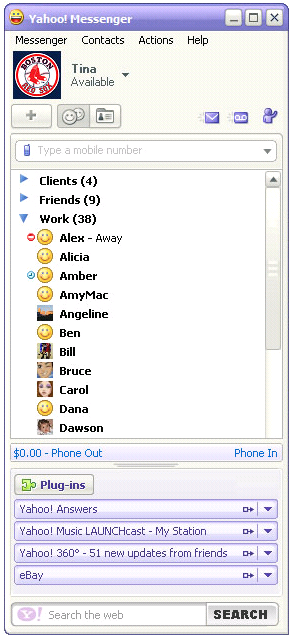 Yahoo! Messenger
Messenger Contacts Actions Help
BOSTON
RED SOX
Tina
Available
Type a mobile number
Clients (4)
Friends (9)
Work (38)
Alex - Away
Alicia
Amber
AmyMac
Angeline
Ben
Bill
Bruce
Carol
Dana
Dawson
$0.00 - Phone Out Phone In
Plug-ins
Yahoo! Answers
Yahoo! Music LAUNCHcast - My Station
Yahoo! 360° - 51 new updates from friends
eBay
Y! Search the web SEARCH